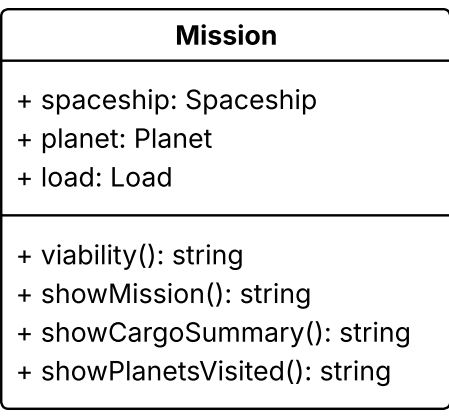 Mission
+ spaceship: Spaceship
+ planet: Planet
+ load: Load
+ viability(): string
+ showMission(): string
+ showCargoSummary(): string
+ showPlanetsVisited(): string